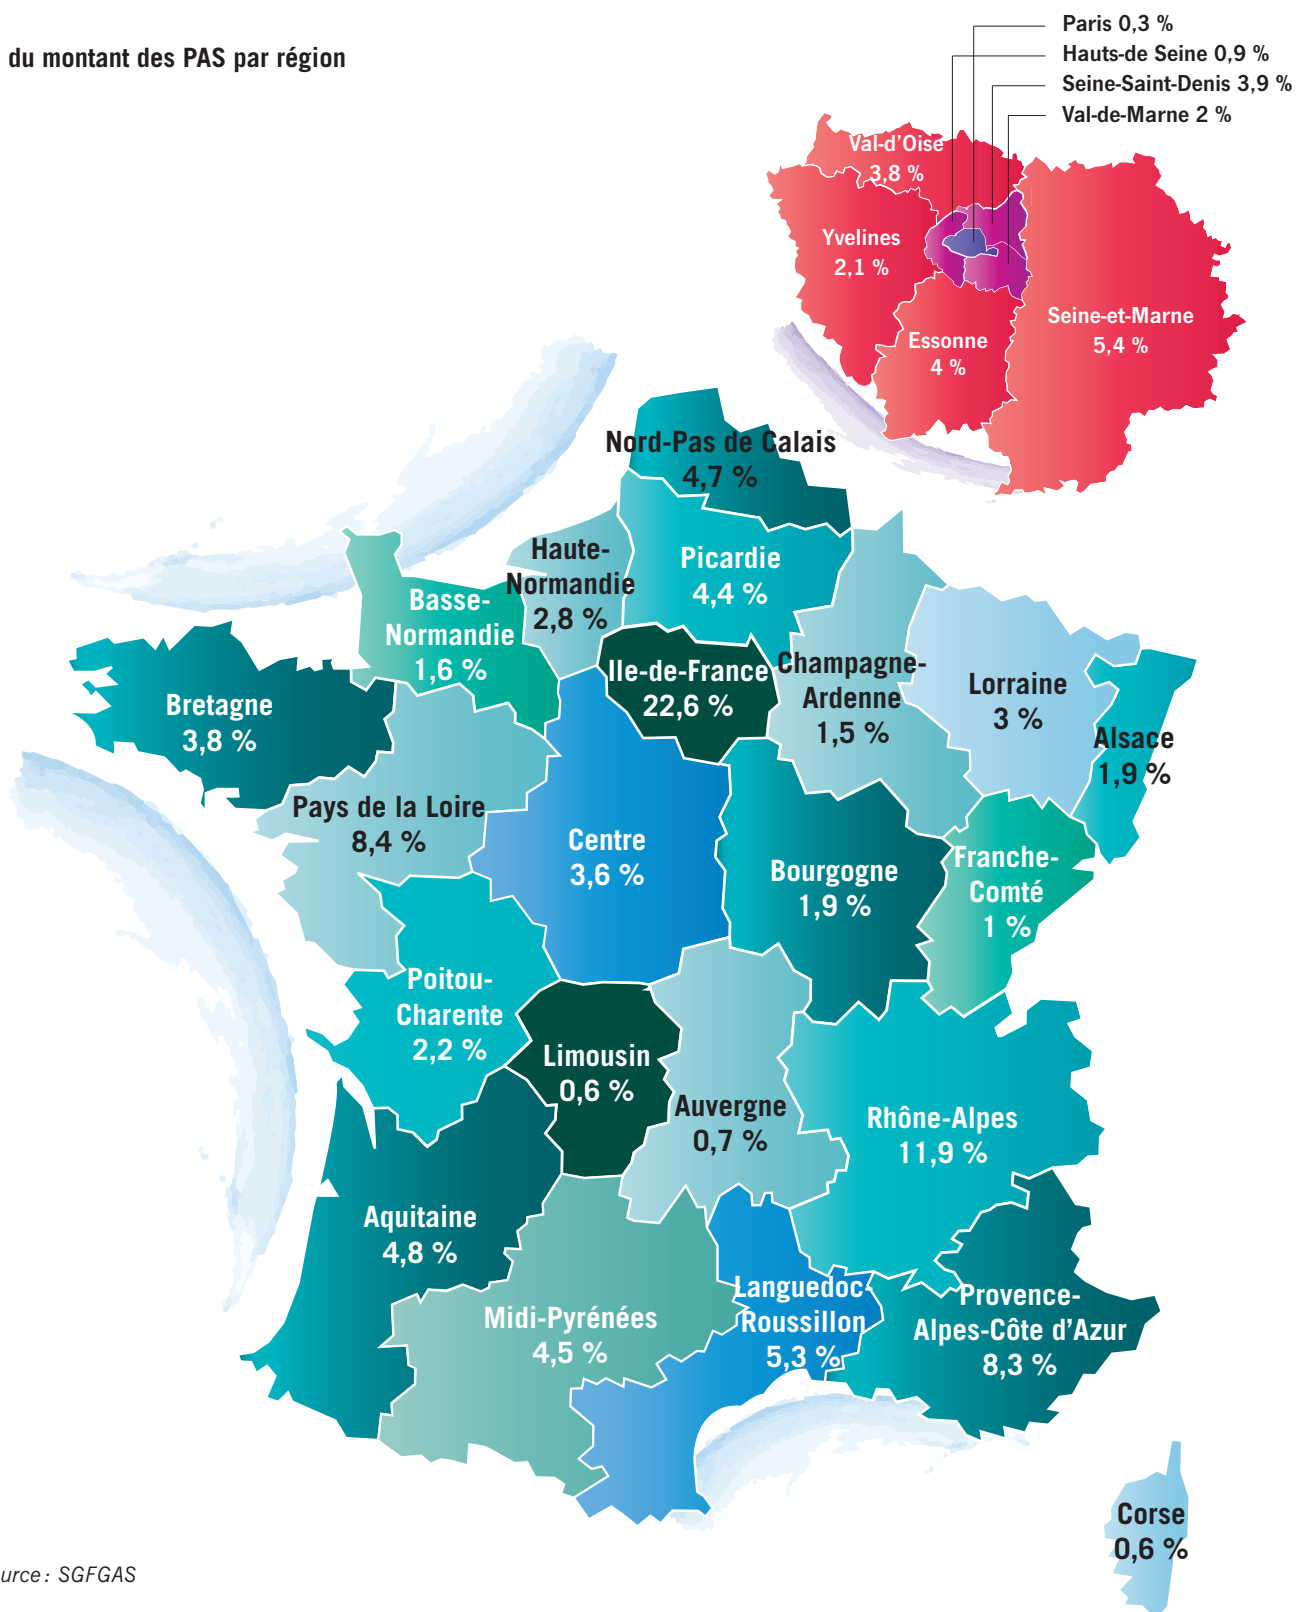 du montant des PAS par région
Paris 0,3 %
Hauts-de Seine 0,9 %
Seine-Saint-Denis 3,9 %
Val-de-Marne 2 %
Val-d'Oise
3,8 %
Yvelines
2,1 %
Essonne
4 %
Seine-et-Marne
5,4 %
Nord-Pas de Calais
4,7 %
Haute-
Normandie
2,8 %
Picardie
4,4 %
Basse-
Normandie
1,6 %
Ile-de-France
22,6 %
Champagne-
Ardenne
1,5 %
Lorraine
3 %
Alsace
1,9 %
Bretagne
3,8 %
Pays de la Loire
8,4 %
Centre
3,6 %
Bourgogne
1,9 %
Franche-
Comté
1 %
Poitou-
Charente
2,2 %
Limousin
0,6 %
Auvergne
0,7 %
Rhône-Alpes
11,9 %
Aquitaine
4,8 %
Midi-Pyrénées
4,5 %
Languedoc-
Roussillon
5,3 %
Provence-
Alpes-Côte d'Azur
8,3 %
Corse
0,6 %
urce : SGFGAS